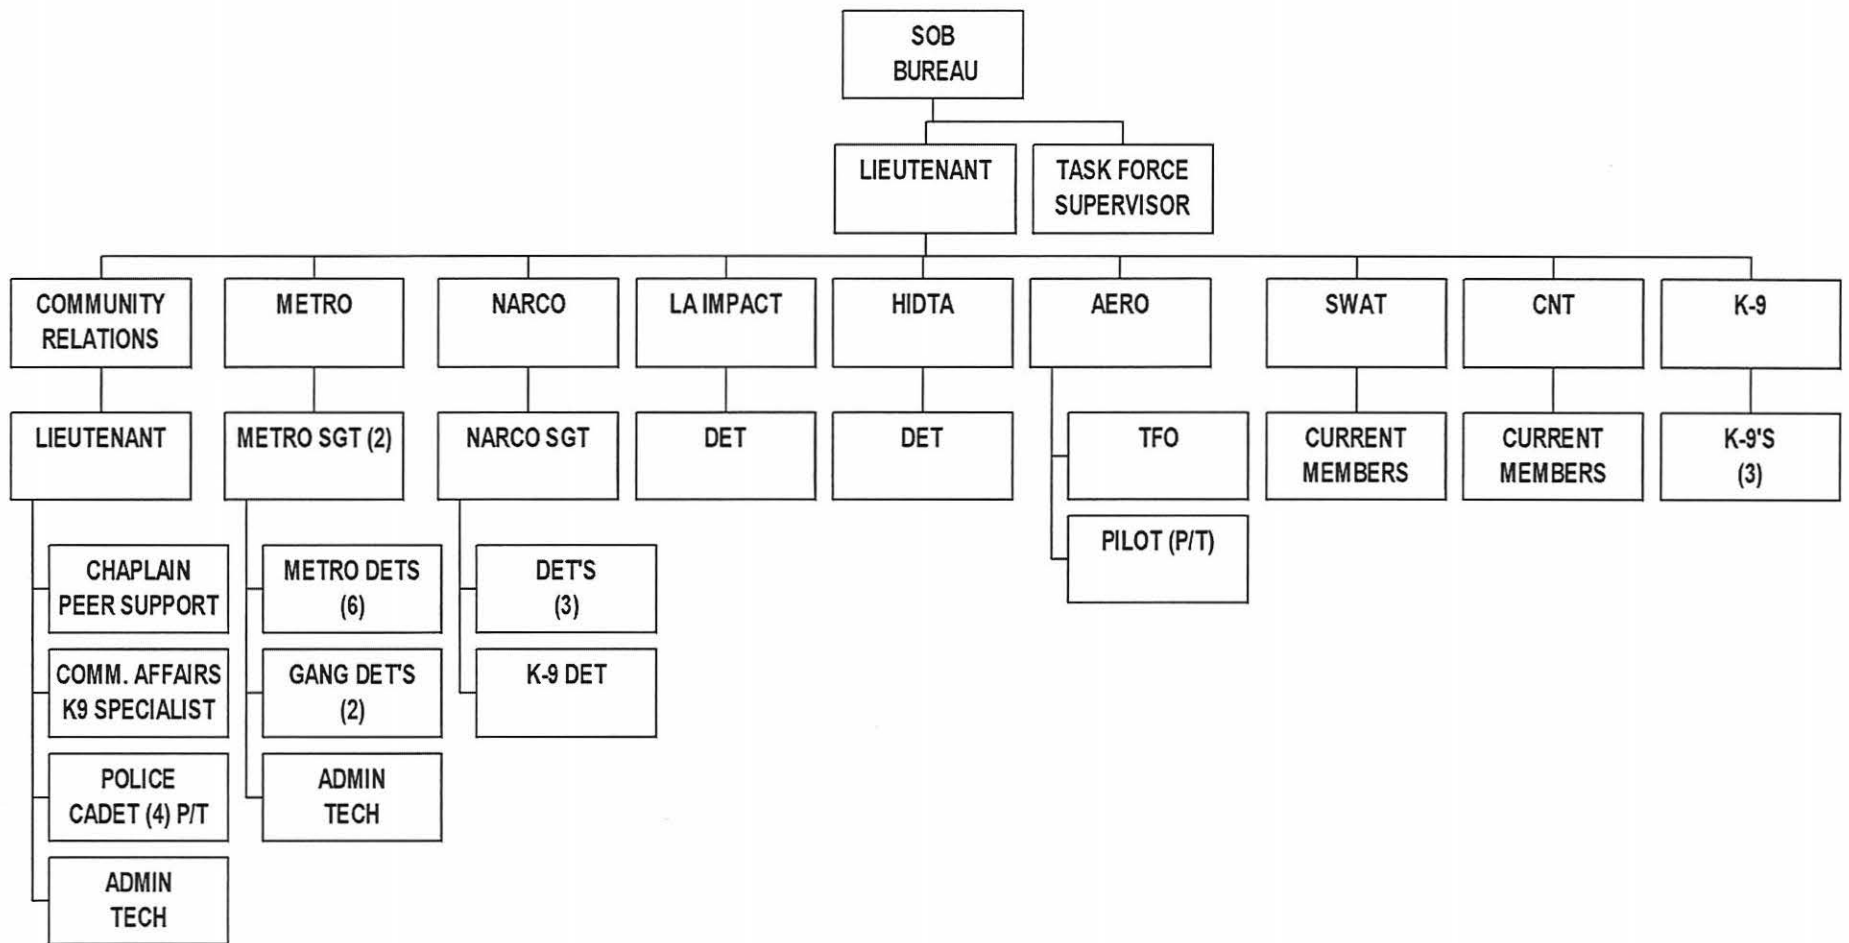 SOB
BUREAU
LIEUTENANT
TASK FORCE
SUPERVISOR
COMMUNITY
RELATIONS
METRO
NARCO
LA IMPACT
HIDTA
AERO
SWAT
CNT
K-9
LIEUTENANT
METRO SGT (2)
NARCO SGT
DET
DET
TFO
CURRENT
MEMBERS
CURRENT
MEMBERS
K-9'S
(3)
PILOT (P/T)
CHAPLAIN
PEER SUPPORT
METRO DETS
(6)
DET'S
(3)
COMM. AFFAIRS
K9 SPECIALIST
GANG DET'S
(2)
K-9 DET
POLICE
CADET (4) P/T
ADMIN
TECH
ADMIN
TECH